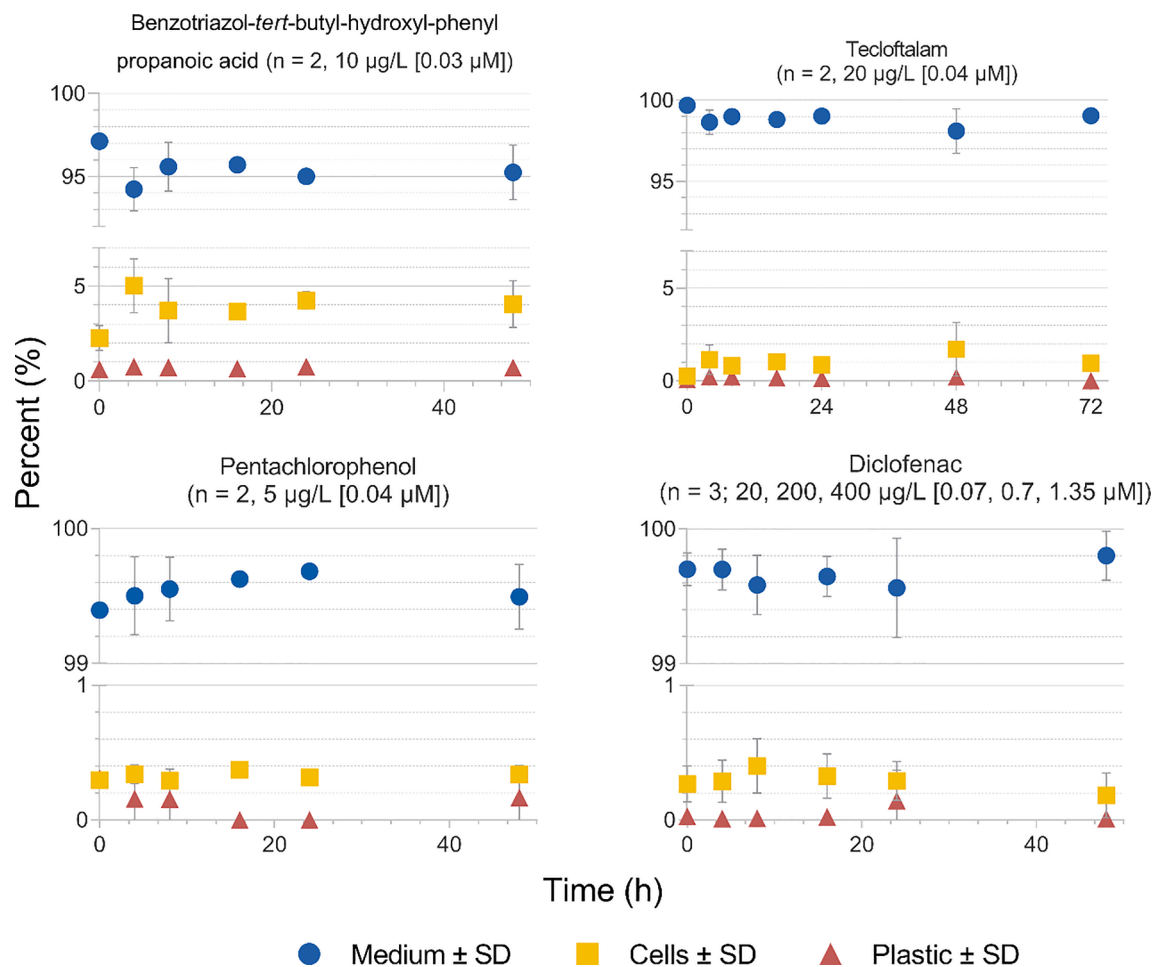 Benzotriazol-tert-butyl-hydroxyl-phenyl
propanoic acid (n = 2, 10 µg/L [0.03 µM])
100
95
5
0
0 20 40
Tecloftalam
(n = 2, 20 µg/L [0.04 µM])
100
95
5
0
0 24 48 72
Percent (%)
Pentachlorophenol
(n = 2, 5 µg/L [0.04 µM])
100
99
1
0
0 20 40
Diclofenac
(n = 3; 20, 200, 400 µg/L [0.07, 0.7, 1.35 µM])
100
99
1
0
0 20 40
Time (h)
Medium ± SD Cells ± SD Plastic ± SD